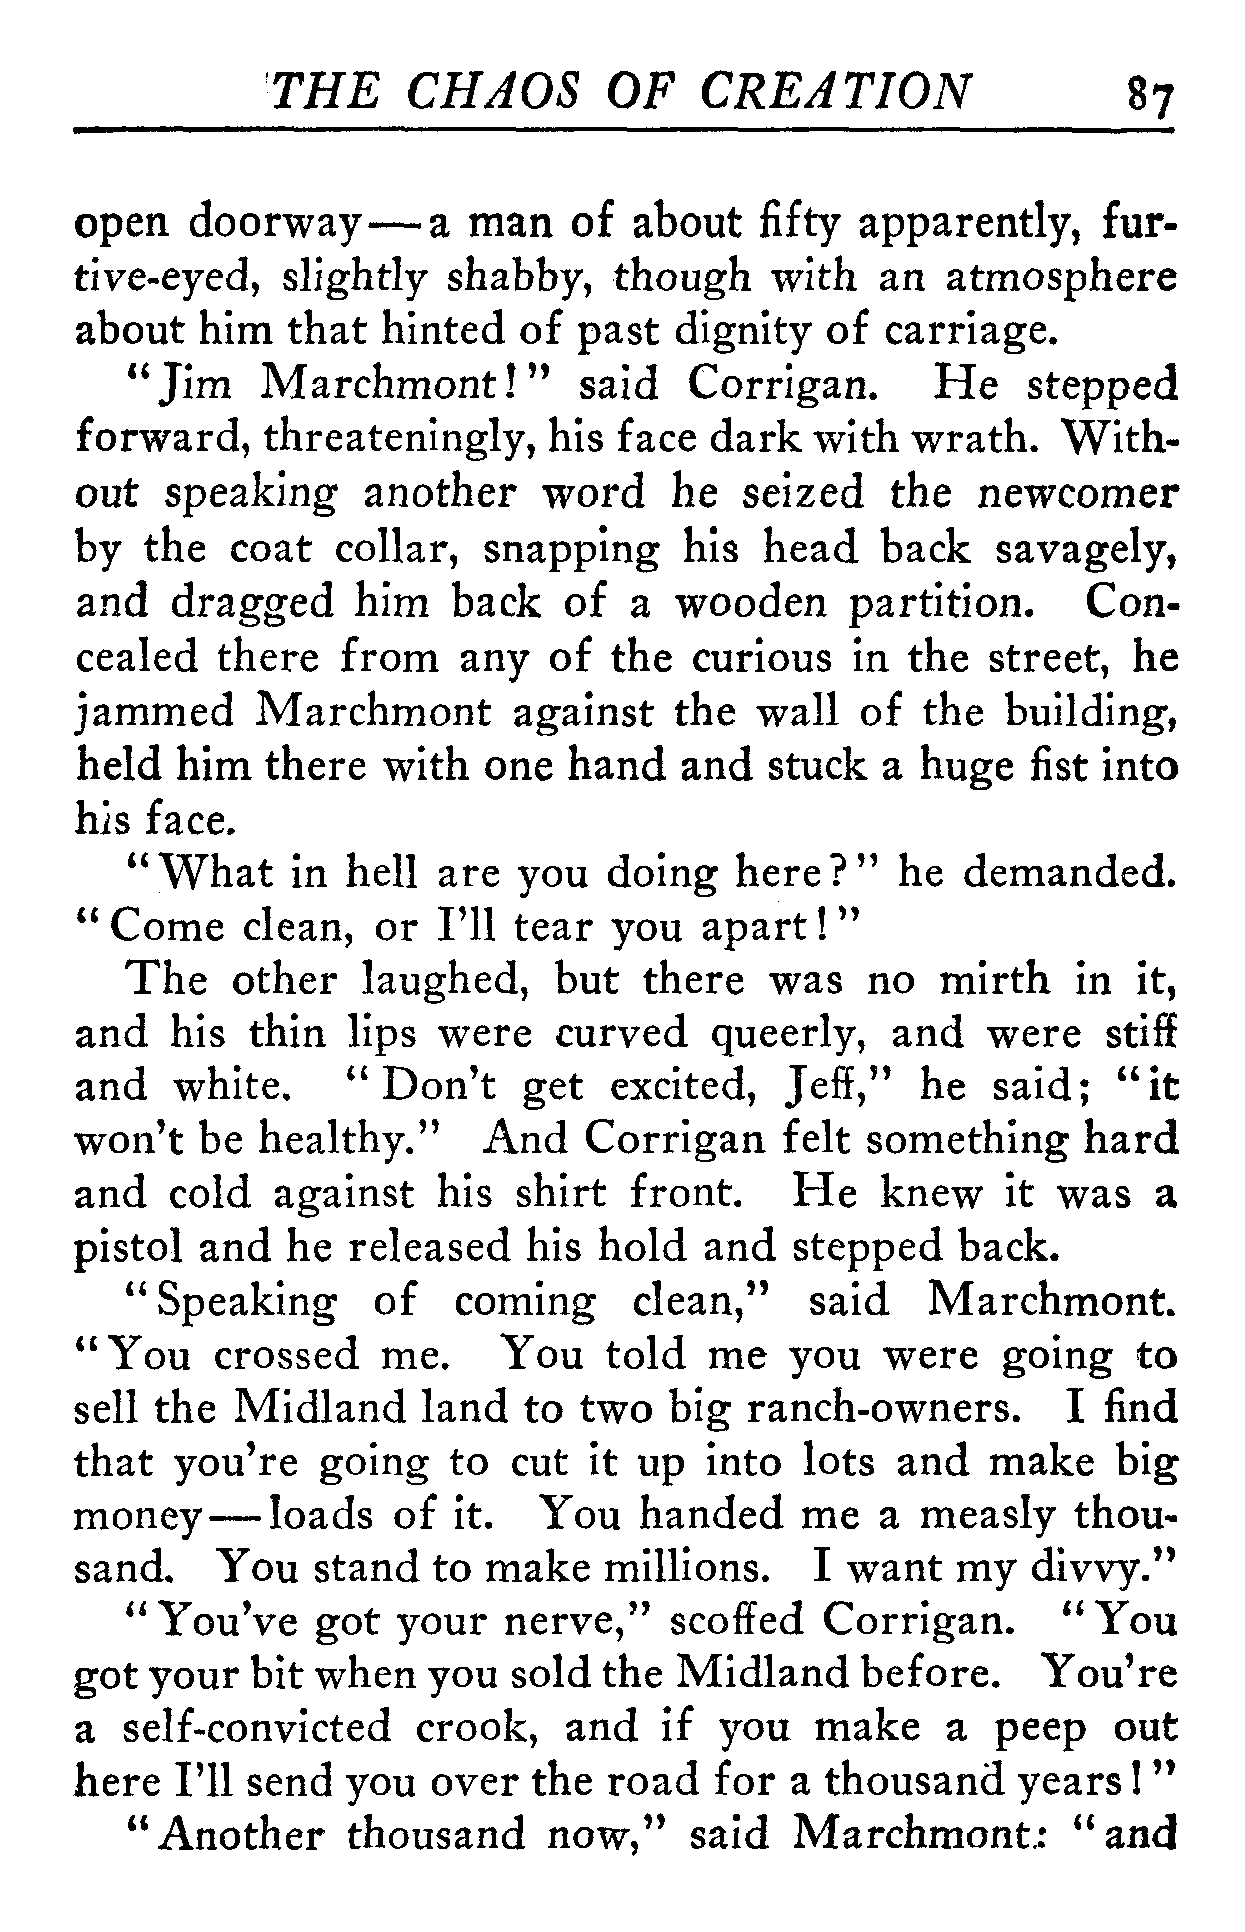 THE CHAOS OF CREATION 87
open doorway—a man of about fifty apparently, fur-
tive-eyed, slightly shabby, though with an atmosphere
about him that hinted of past dignity of carriage.
“Jim Marchmont!” said Corrigan. He stepped
forward, threateningly, his face dark with wrath. With-
out speaking another word he seized the newcomer
by the coat collar, snapping his head back savagely,
and dragged him back of a wooden partition. Con-
cealed there from any of the curious in the street, he
jammed Marchmont against the wall of the building,
held him there with one hand and stuck a huge fist into
his face.
“What in hell are you doing here?” he demanded.
“Come clean, or I’ll tear you apart!”
The other laughed, but there was no mirth in it,
and his thin lips were curved queerly, and were stiff
and white. “Don’t get excited, Jeff,” he said; “it
won’t be healthy.” And Corrigan felt something hard
and cold against his shirt front. He knew it was a
pistol and he released his hold and stepped back.
“Speaking of coming clean,” said Marchmont.
“You crossed me. You told me you were going to
sell the Midland land to two big ranch-owners. I find
that you’re going to cut it up into lots and make big
money—loads of it. You handed me a measly thou-
sand. You stand to make millions. I want my divvy.”
“You’ve got your nerve,” scoffed Corrigan. “You
got your bit when you sold the Midland before. You’re
a self-convicted crook, and if you make a peep out
here I’ll send you over the road for a thousand years!”
“Another thousand now,” said Marchmont: “and